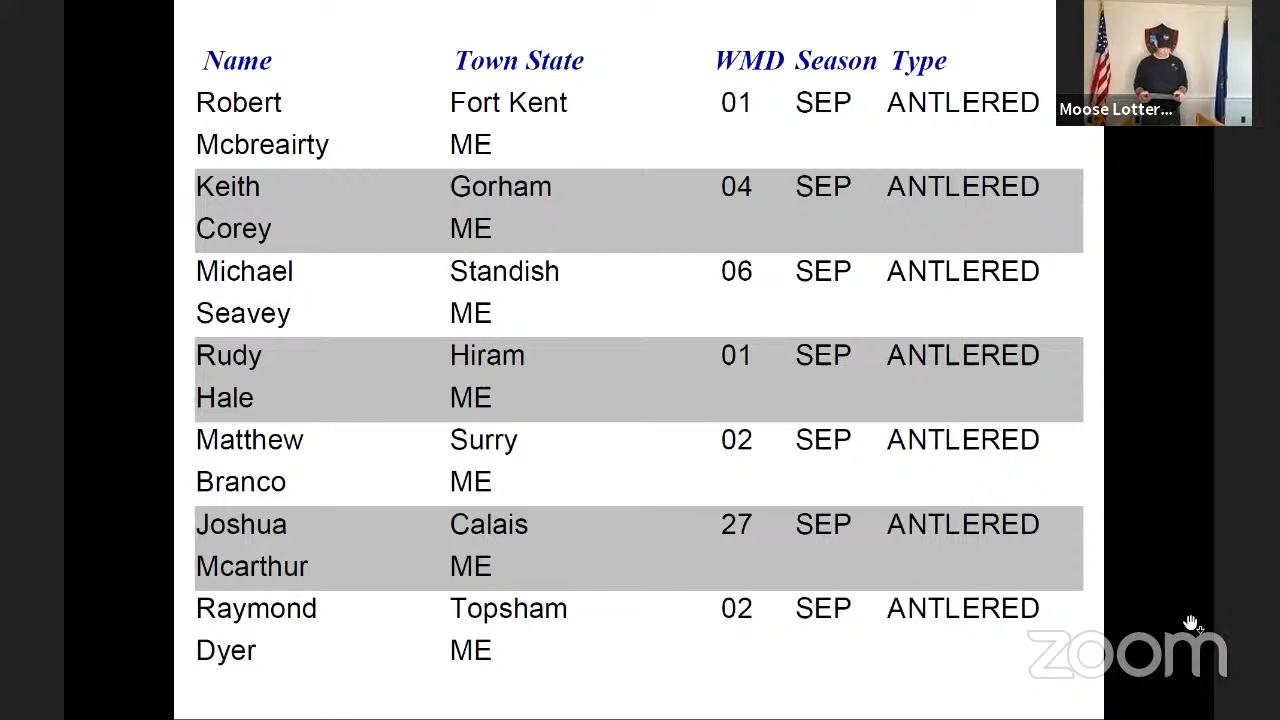 Name Town State WMD Season Type
Robert Fort Kent 01 SEP ANTLERED
Mcbreairty ME
Keith Gorham 04 SEP ANTLERED
Corey ME
Michael Standish 06 SEP ANTLERED
Seavey ME
Rudy Hiram 01 SEP ANTLERED
Hale ME
Matthew Surry 02 SEP ANTLERED
Branco ME
Joshua Calais 27 SEP ANTLERED
Mcarthur ME
Raymond Topsham 02 SEP ANTLERED
Dyer ME
Moose Lotter...
zoom